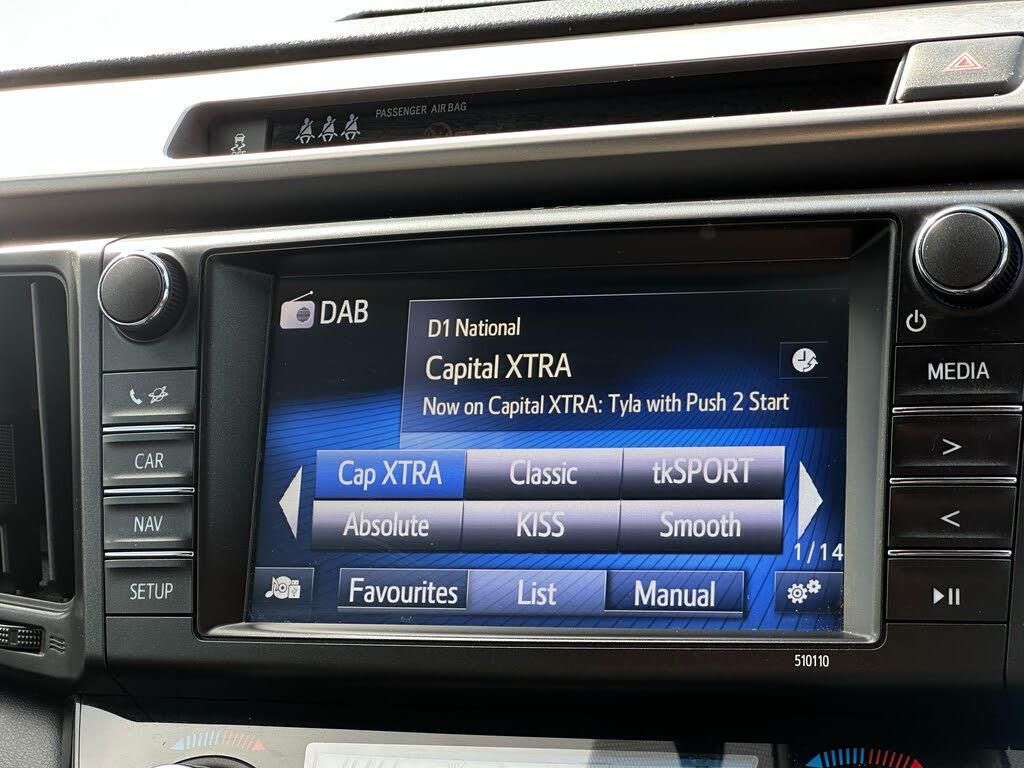 PASSENGER AIR BAG
OFF
DAB
D1 National
Capital XTRA
Now on Capital XTRA: Tyla with Push 2 Start
Cap XTRA Classic tkSPORT
Absolute KISS Smooth
1/14
Favourites List Manual
CAR
NAV
SETUP
MEDIA
>
<
510110